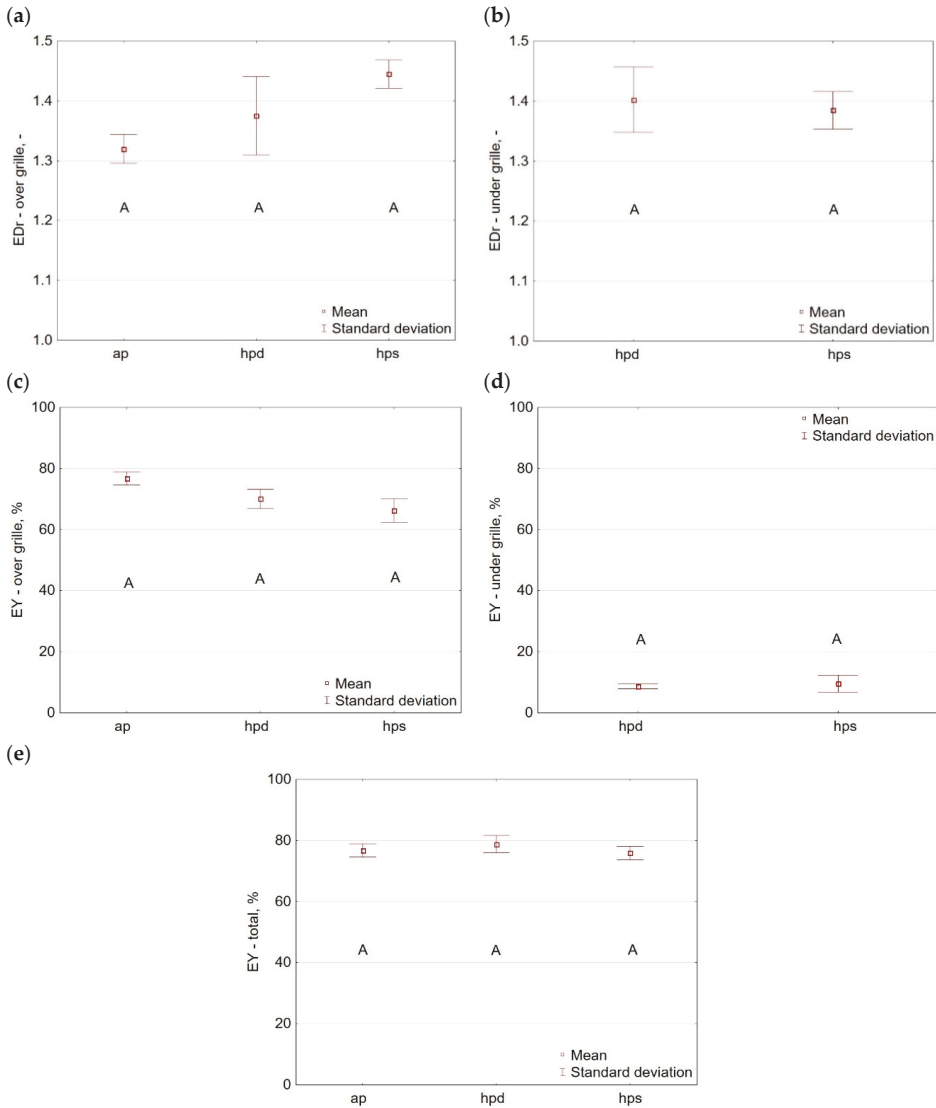 (a)
EDr - over grille, -
1.5
1.4
1.3
1.2
1.1
1.0
A A A
Mean
Standard deviation
ap hpd hps
(b)
EDr - under grille, -
1.5
1.4
1.3
1.2
1.1
1.0
A A
Mean
Standard deviation
hpd hps
(c)
EY - over grille, %
100
80
60
40
20
0
A A A
Mean
Standard deviation
ap hpd hps
(d)
EY - under grille, %
100
80
60
40
20
0
Mean
Standard deviation
A A
hpd hps
(e)
EY - total, %
100
80
60
40
20
0
A A A
Mean
Standard deviation
ap hpd hps